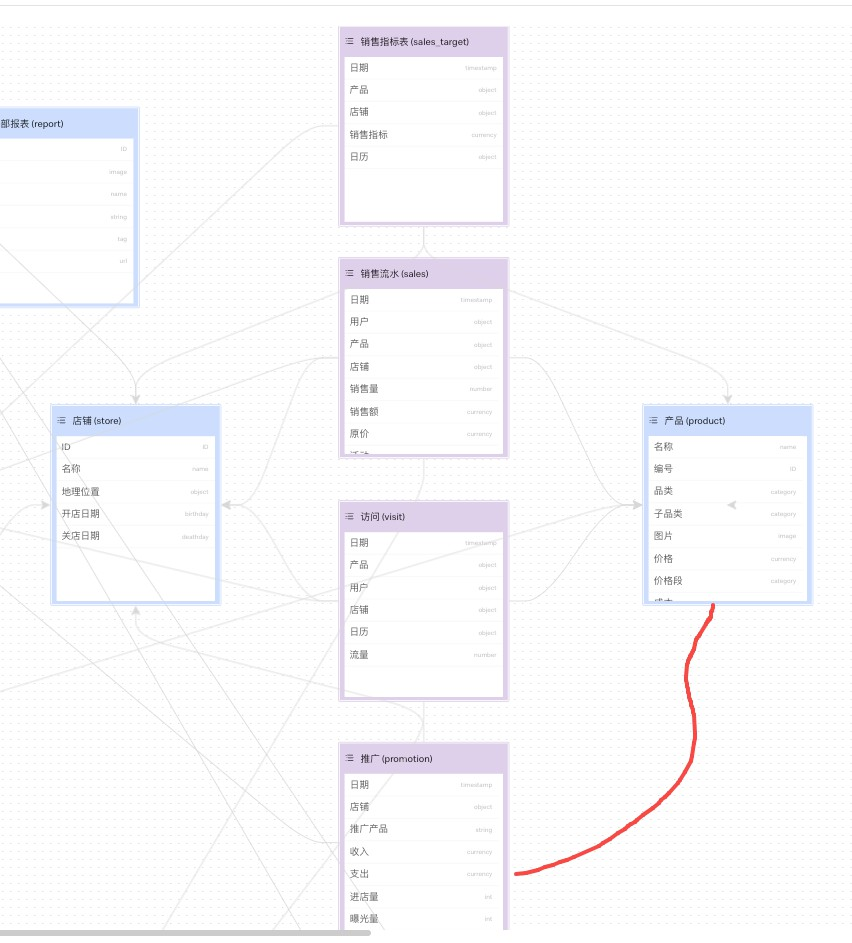 销售指标表 (sales_target)
日期 timestamp
产品 object
店铺 object
销售指标 currency
日历 object
部报表 (report)
ID
image
name
string
tag
url
销售流水 (sales)
日期 timestamp
用户 object
产品 object
店铺 object
销售量 number
销售额 currency
原价 currency
店铺 (store)
ID ID
名称 name
地理位置 object
开店日期 birthday
关店日期 deathday
产品 (product)
名称 name
编号 ID
品类 category
子品类 category
图片 image
价格 currency
价格段 category
访问 (visit)
日期 timestamp
产品 object
用户 object
店铺 object
日历 object
流量 number
推广 (promotion)
日期 timestamp
店铺 object
推广产品 string
收入 currency
支出 currency
进店量 int
曝光量 int